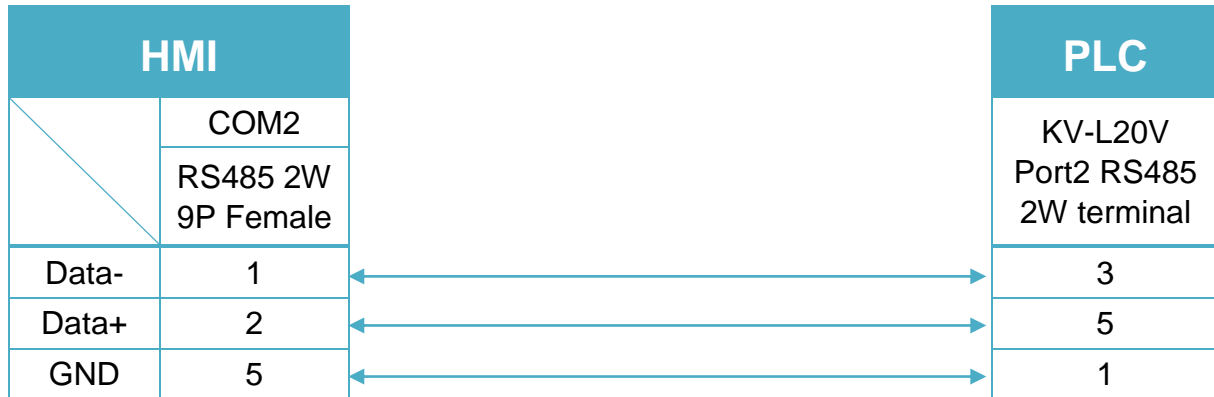 HMI
PLC
COM2
RS485 2W
9P Female
KV-L20V
Port2 RS485
2W terminal
Data- 1 3
Data+ 2 5
GND 5 1